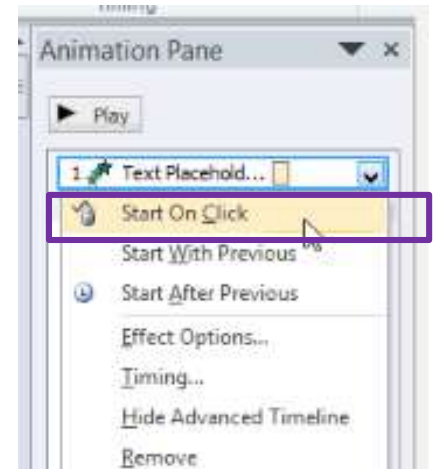 Timing
Animation Pane
Play
1 Text Placehold...
Start On Click
Start With Previous
Start After Previous
Effect Options...
Timing...
Hide Advanced Timeline
Remove